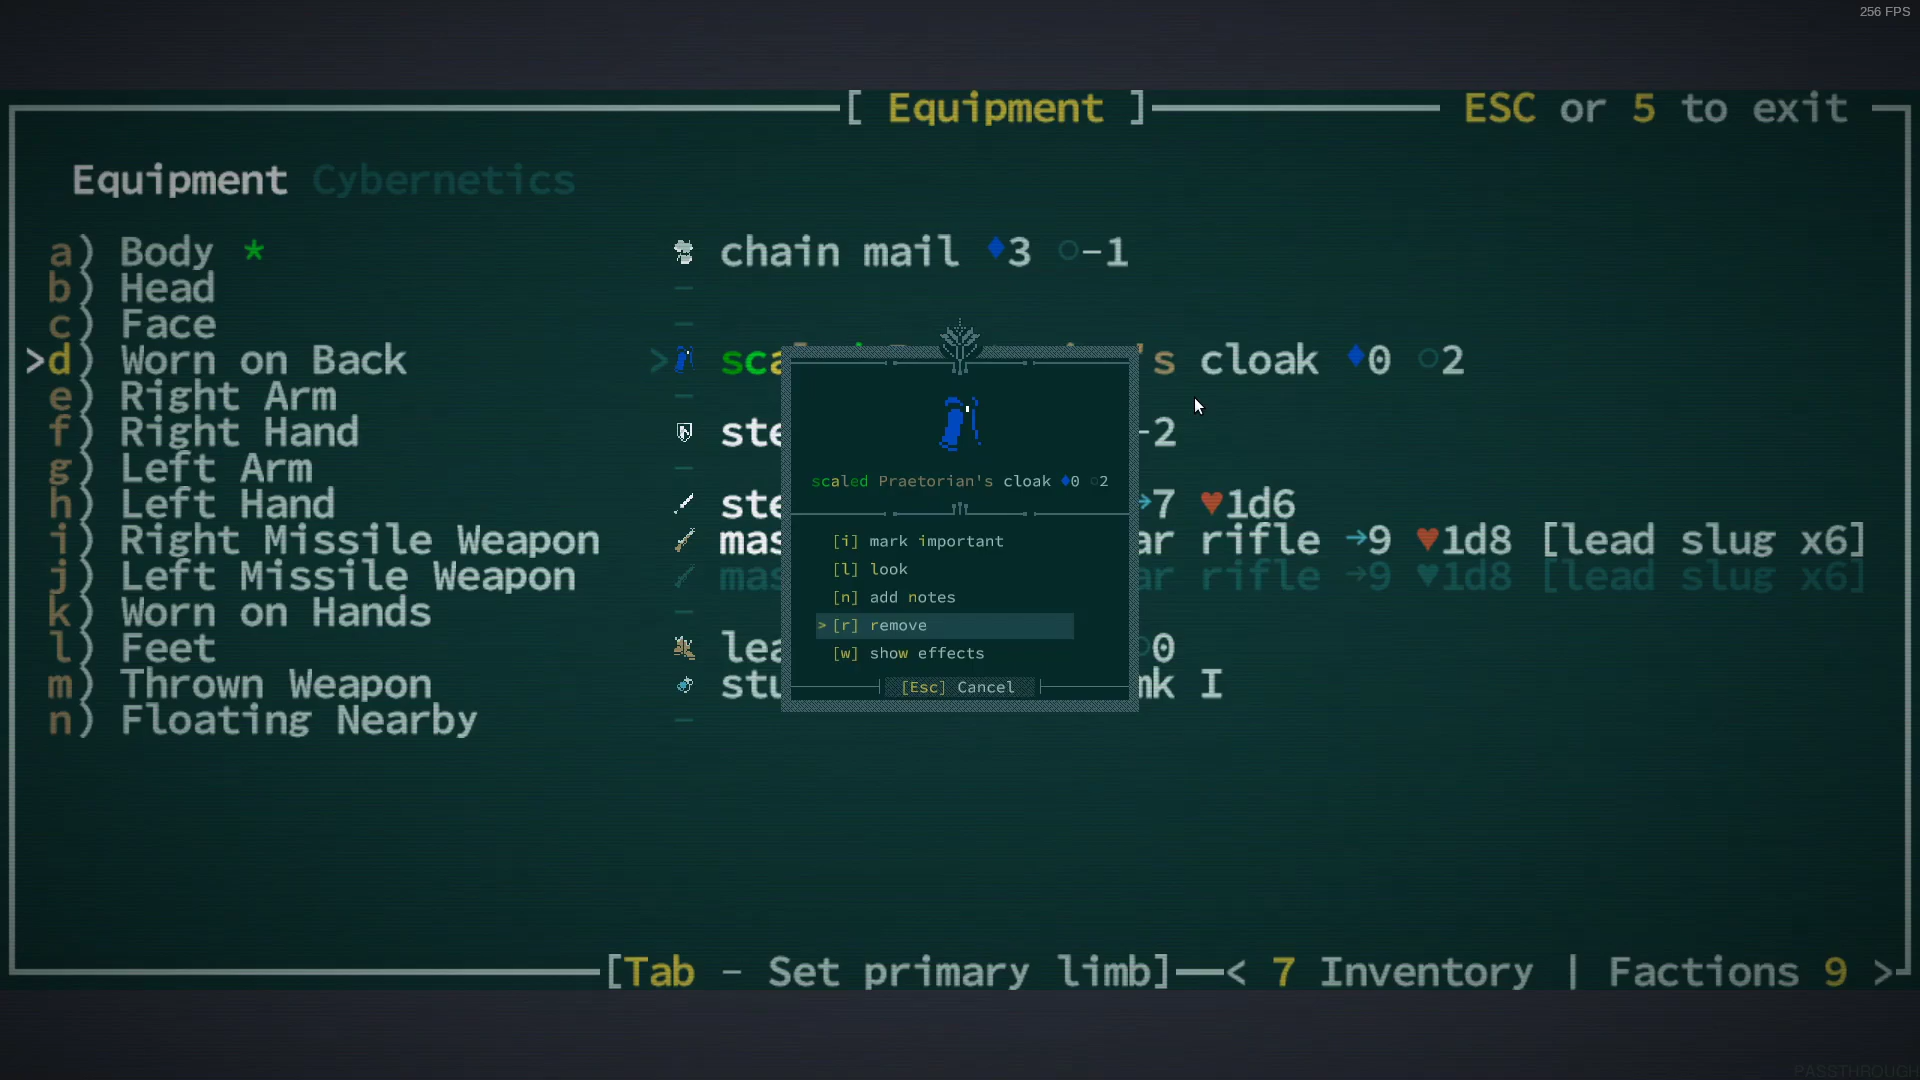 256 FPS
[ Equipment ] ESC or 5 to exit
Equipment Cybernetics
a) Body * chain mail ♦3 ○-1
b) Head -
c) Face -
>d) Worn on Back > sca 's cloak ♦0 ○2
e) Right Arm -
f) Right Hand ste -2
g) Left Arm -
h) Left Hand ste →7 ♥1d6
i) Right Missile Weapon mas ar rifle →9 ♥1d8 [lead slug x6]
j) Left Missile Weapon mas ar rifle →9 ♥1d8 [lead slug x6]
k) Worn on Hands -
l) Feet lea ○0
m) Thrown Weapon stu mk I
n) Floating Nearby -
scaled Praetorian's cloak ♦0 ○2
[i] mark important
[l] look
[n] add notes
>[r] remove
[w] show effects
[Esc] Cancel
[Tab - Set primary limb] < 7 Inventory | Factions 9 >
PASSTHROUGH